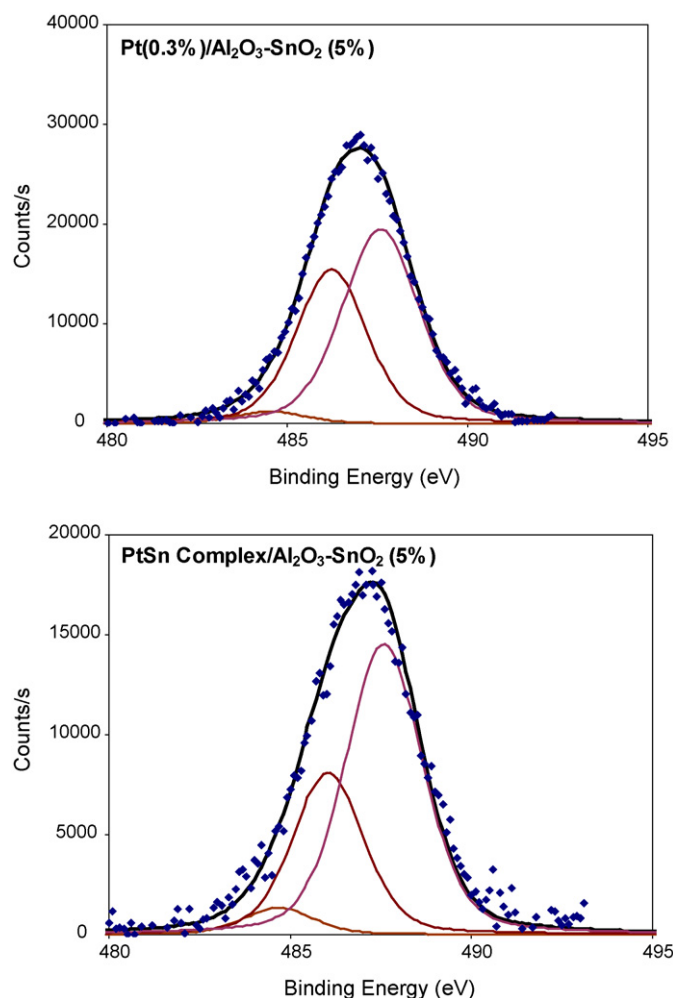 40000
Pt(0.3%)/Al₂O₃-SnO₂ (5%)
30000
Counts/s
20000
10000
0
480 485 490 495
Binding Energy (eV)
20000
PtSn Complex/Al₂O₃-SnO₂ (5%)
15000
Counts/s
10000
5000
0
480 485 490 495
Binding Energy (eV)